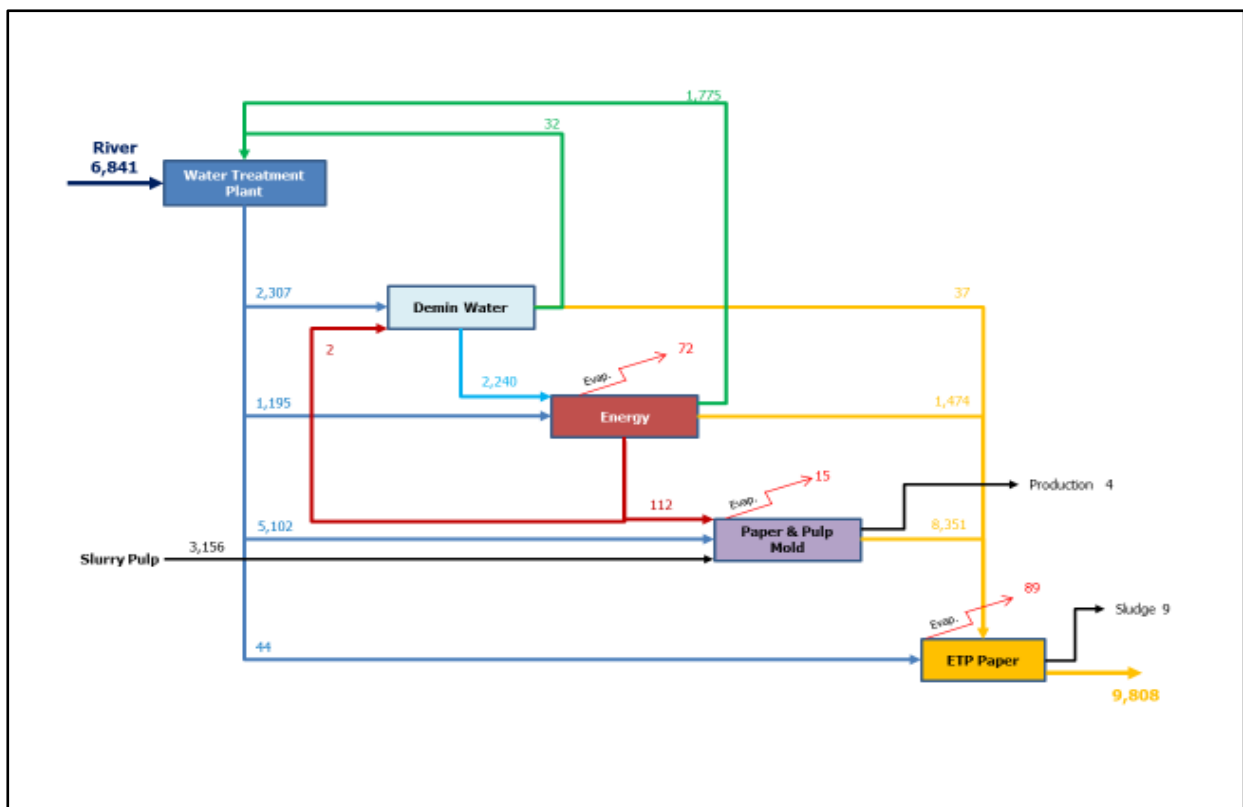 1,775
32
River
6,841
Water Treatment
Plant
2,307
Demin Water
37
2
72
Evap.
2,240
1,195
Energy
1,474
15
Evap.
Production 4
112
5,102
Paper & Pulp
Mold
8,351
3,156
Slurry Pulp
89
Evap.
Sludge 9
44
ETP Paper
9,808